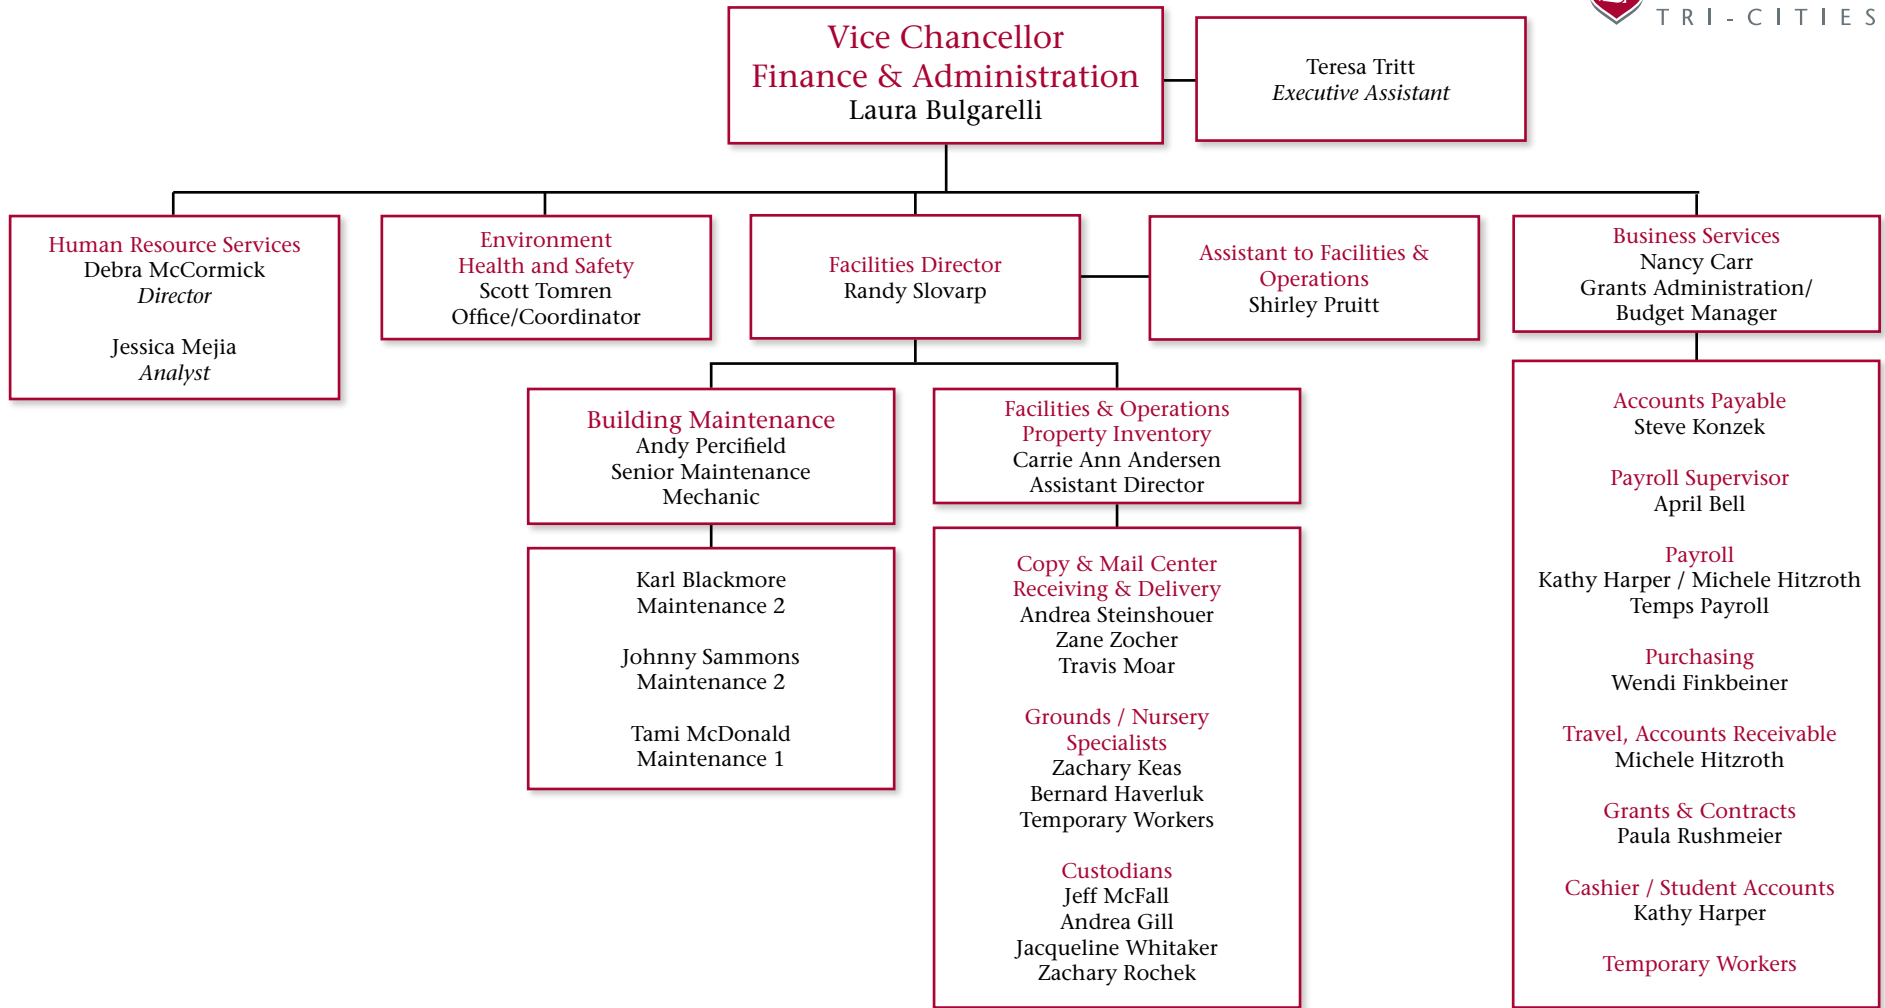 TRI-CITIES
Vice Chancellor
Finance & Administration
Laura Bulgarelli
Teresa Tritt
Executive Assistant
Human Resource Services
Debra McCormick
Director
Jessica Mejia
Analyst
Environment
Health and Safety
Scott Tomren
Office/Coordinator
Facilities Director
Randy Slovarp
Assistant to Facilities &
Operations
Shirley Pruitt
Business Services
Nancy Carr
Grants Administration/
Budget Manager
Building Maintenance
Andy Percifield
Senior Maintenance
Mechanic
Karl Blackmore
Maintenance 2
Johnny Sammons
Maintenance 2
Tami McDonald
Maintenance 1
Facilities & Operations
Property Inventory
Carrie Ann Andersen
Assistant Director
Copy & Mail Center
Receiving & Delivery
Andrea Steinshouer
Zane Zocher
Travis Moar
Grounds / Nursery
Specialists
Zachary Keas
Bernard Haverluk
Temporary Workers
Custodians
Jeff McFall
Andrea Gill
Jacqueline Whitaker
Zachary Rochek
Accounts Payable
Steve Konzek
Payroll Supervisor
April Bell
Payroll
Kathy Harper / Michele Hitzroth
Temps Payroll
Purchasing
Wendi Finkbeiner
Travel, Accounts Receivable
Michele Hitzroth
Grants & Contracts
Paula Rushmeier
Cashier / Student Accounts
Kathy Harper
Temporary Workers